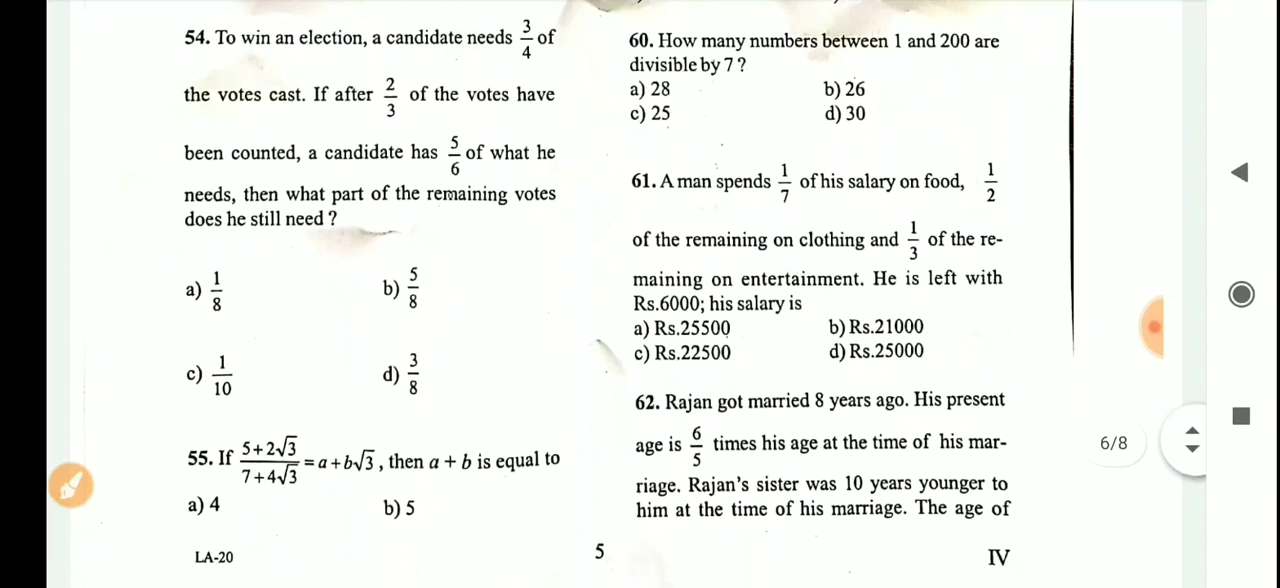 54. To win an election, a candidate needs 3/4 of
the votes cast. If after 2/3 of the votes have
been counted, a candidate has 5/6 of what he
needs, then what part of the remaining votes
does he still need ?
a) 1/8 b) 5/8
c) 1/10 d) 3/8
55. If (5+2√3)/(7+4√3) = a+b√3, then a + b is equal to
a) 4 b) 5
LA-20
60. How many numbers between 1 and 200 are
divisible by 7 ?
a) 28 b) 26
c) 25 d) 30
61. A man spends 1/7 of his salary on food, 1/2
of the remaining on clothing and 1/3 of the re-
maining on entertainment. He is left with
Rs.6000; his salary is
a) Rs.25500 b) Rs.21000
c) Rs.22500 d) Rs.25000
62. Rajan got married 8 years ago. His present
age is 6/5 times his age at the time of his mar-
riage. Rajan's sister was 10 years younger to
him at the time of his marriage. The age of
5
IV
6/8